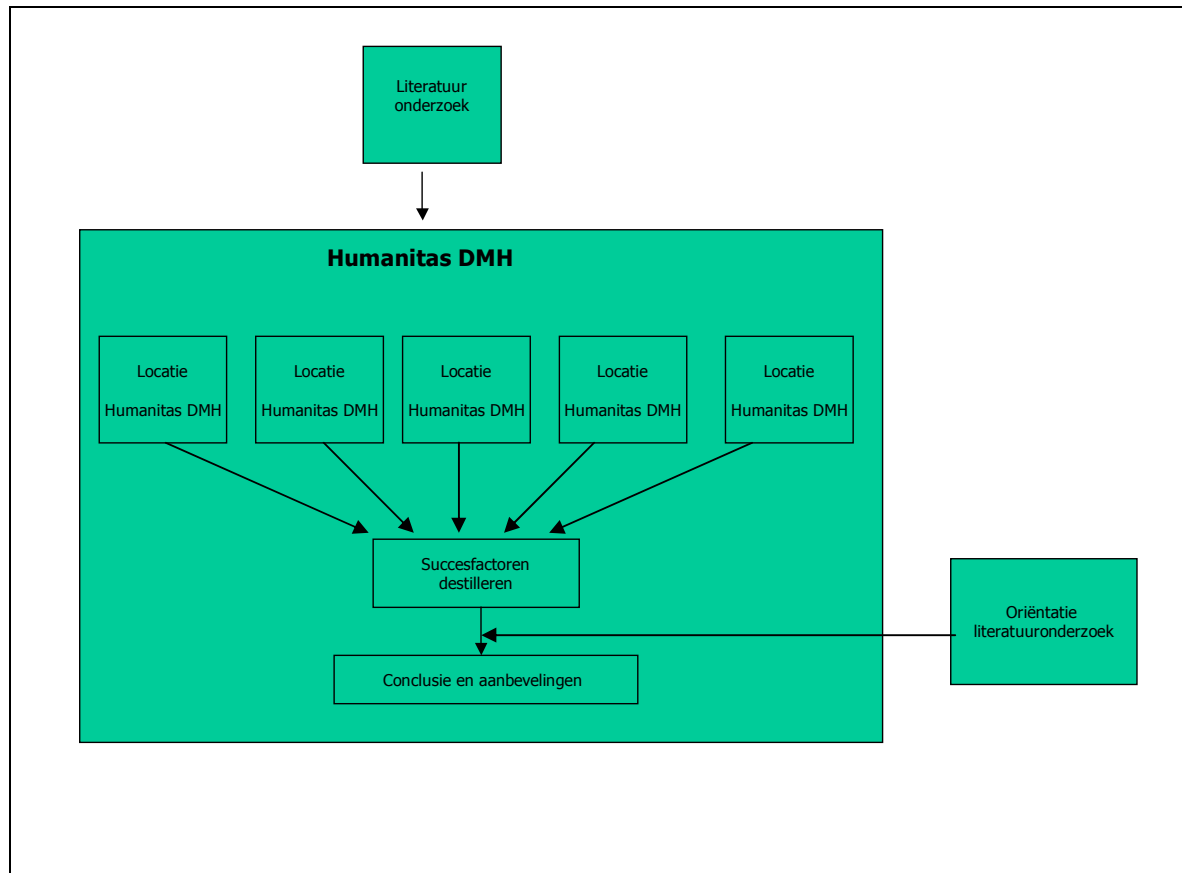 Literatuur
onderzoek
Humanitas DMH
Locatie
Humanitas DMH
Locatie
Humanitas DMH
Locatie
Humanitas DMH
Locatie
Humanitas DMH
Locatie
Humanitas DMH
Succesfactoren
destilleren
Oriëntatie
literatuuronderzoek
Conclusie en aanbevelingen